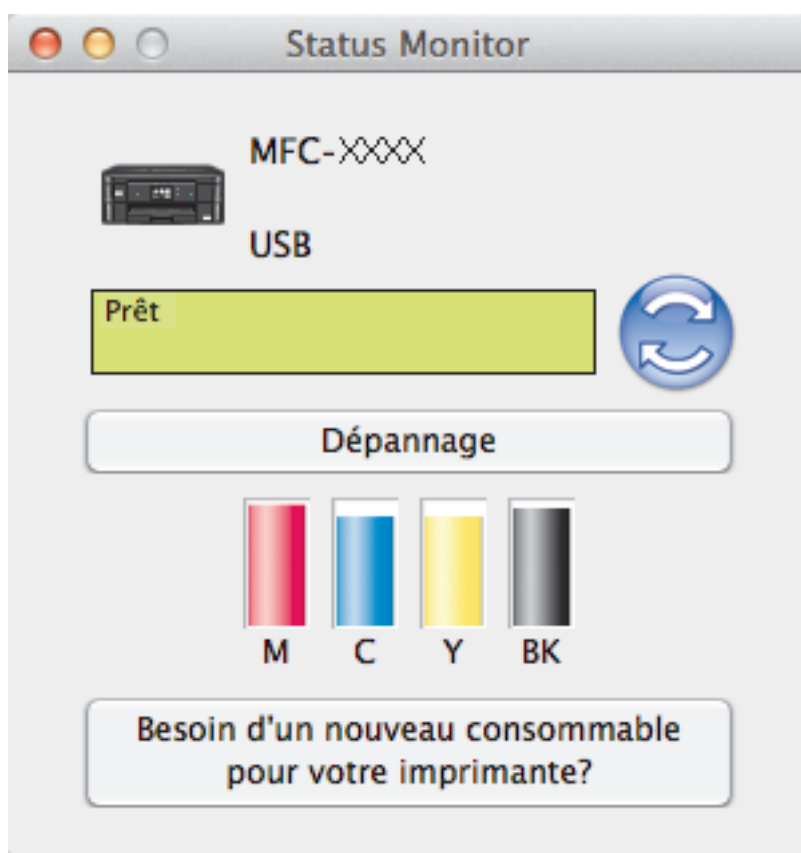 Status Monitor
MFC-XXXX
USB
Prêt
Dépannage
M C Y BK
Besoin d'un nouveau consommable
pour votre imprimante?